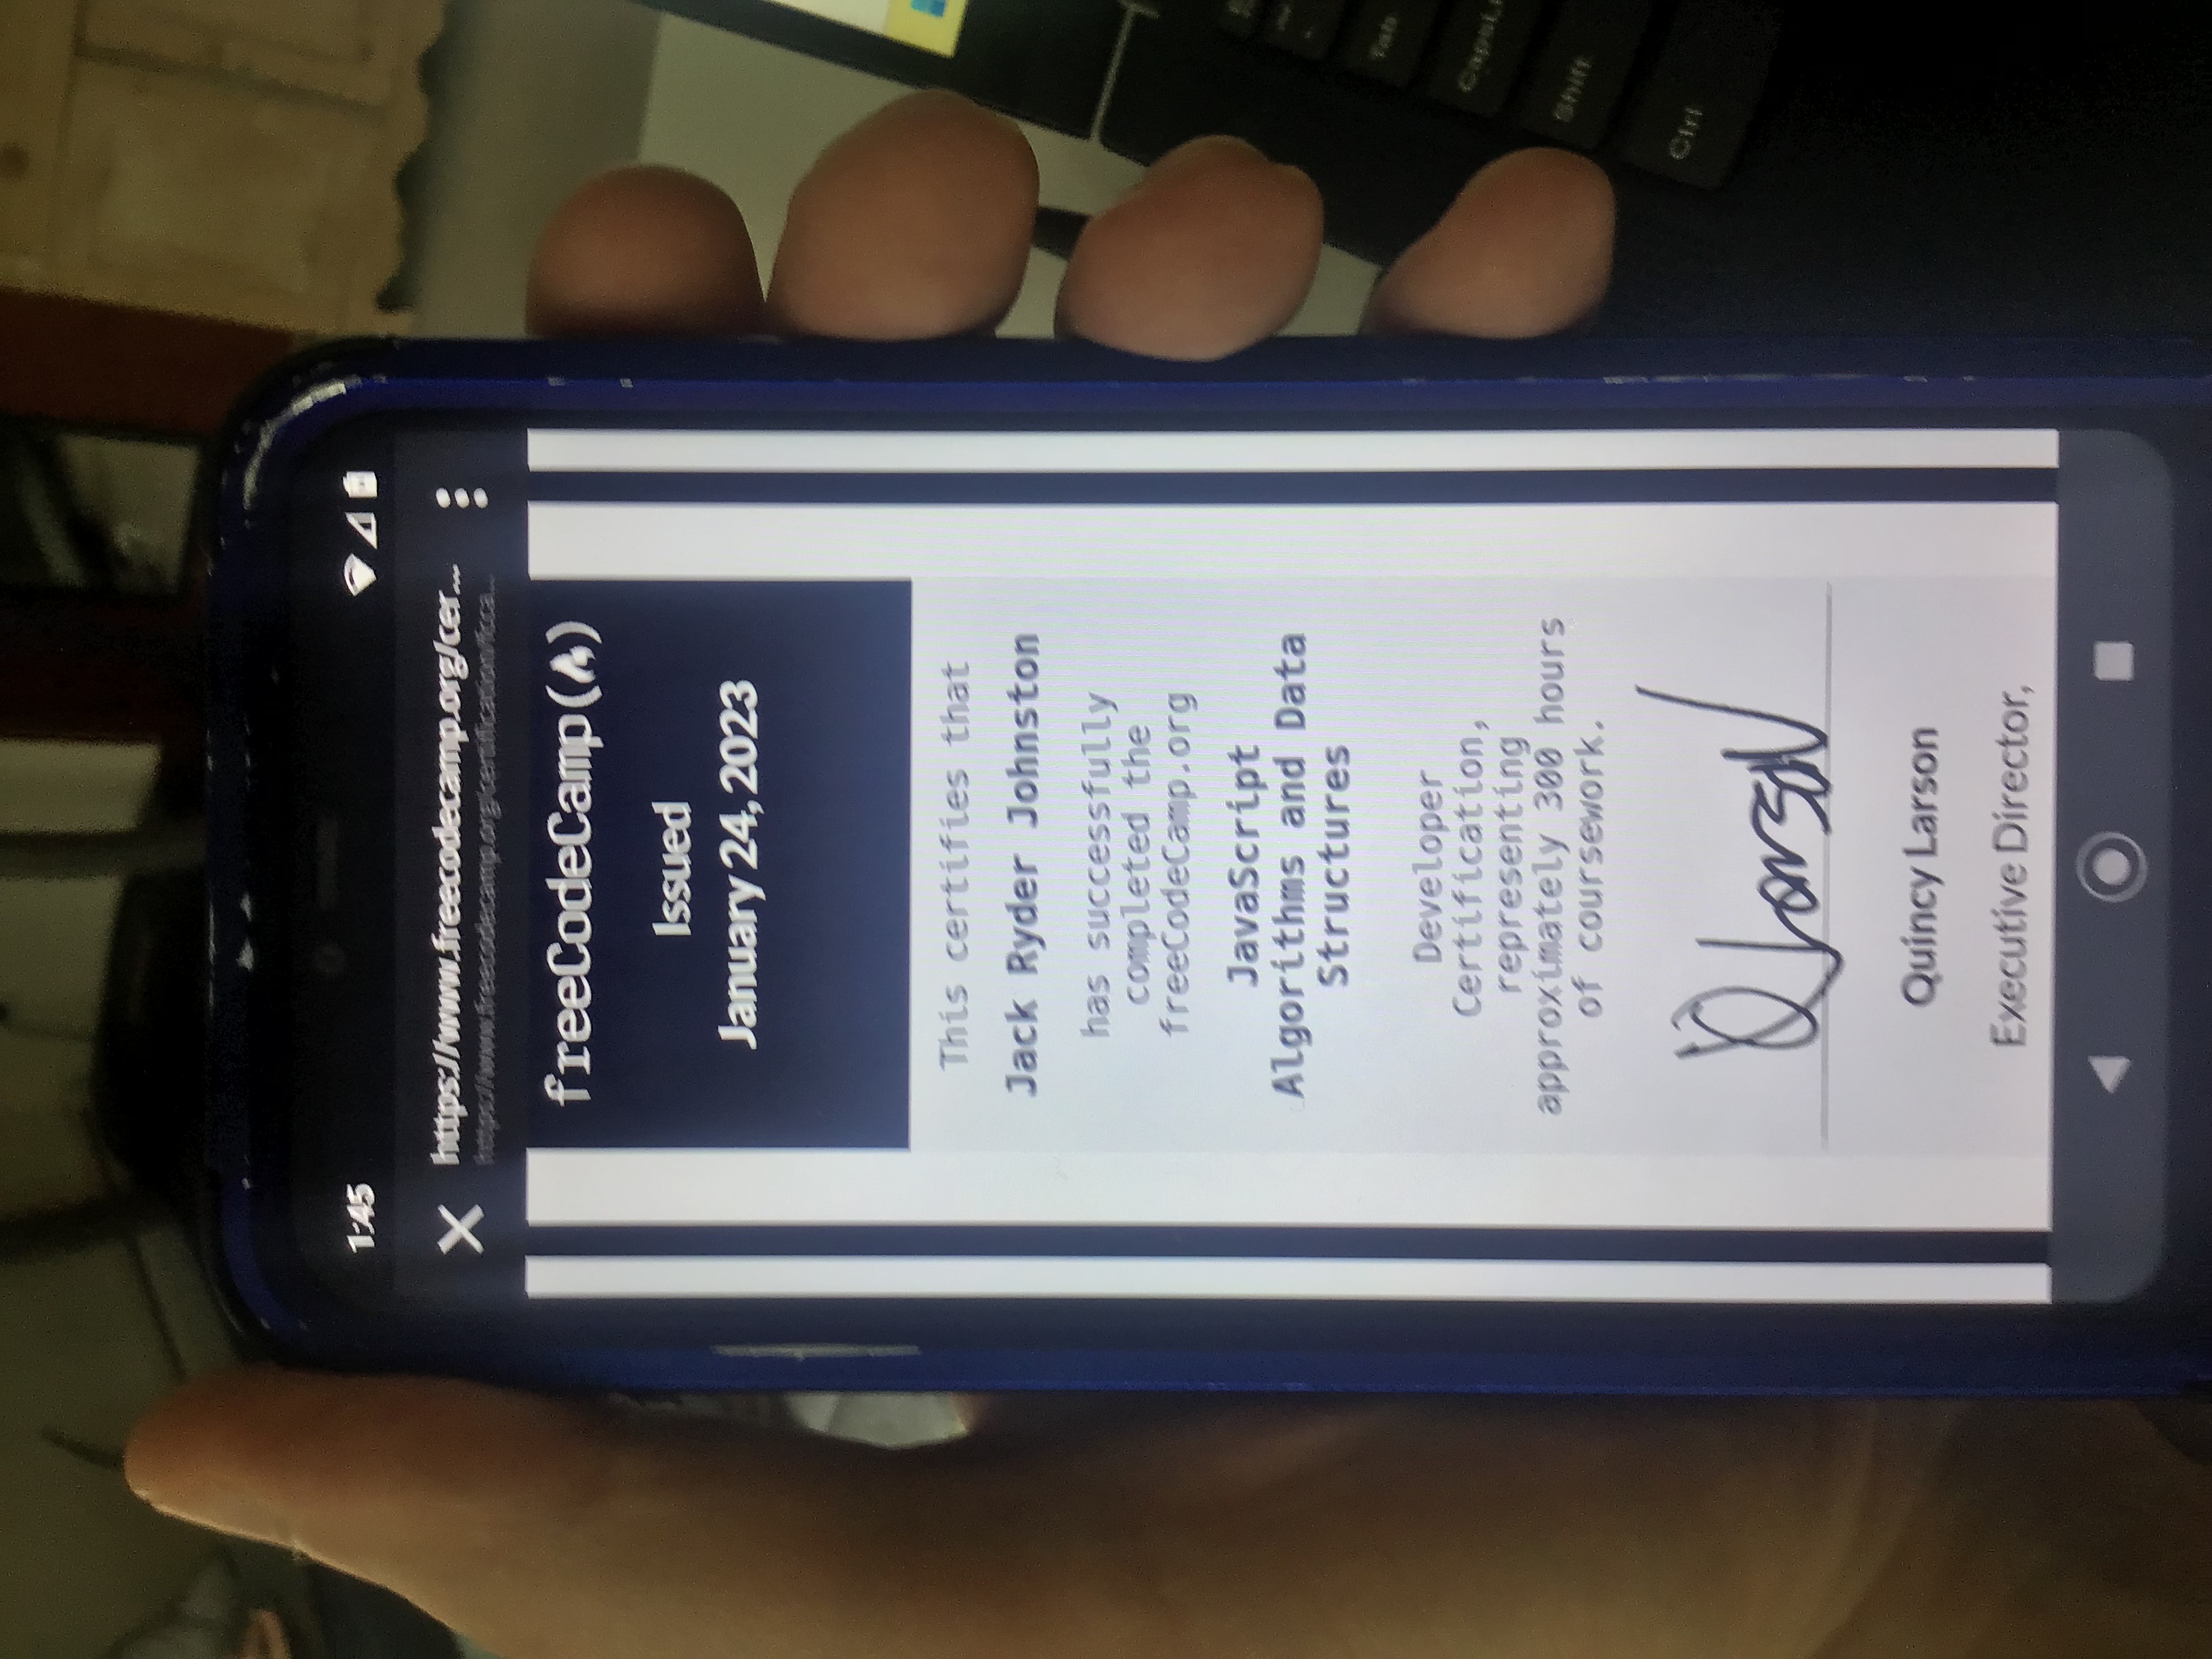 1:45
https://www.freecodecamp.org/cer...
https://www.freecodecamp.org/certification/fcca...
freeCodeCamp(🔥)
Issued
January 24, 2023
This certifies that
Jack Ryder Johnston
has successfully
completed the
freeCodeCamp.org
JavaScript
Algorithms and Data
Structures
Developer
Certification,
representing
approximately 300 hours
of coursework.
QLarson
Quincy Larson
Executive Director,
Tab
Shift
Ctrl